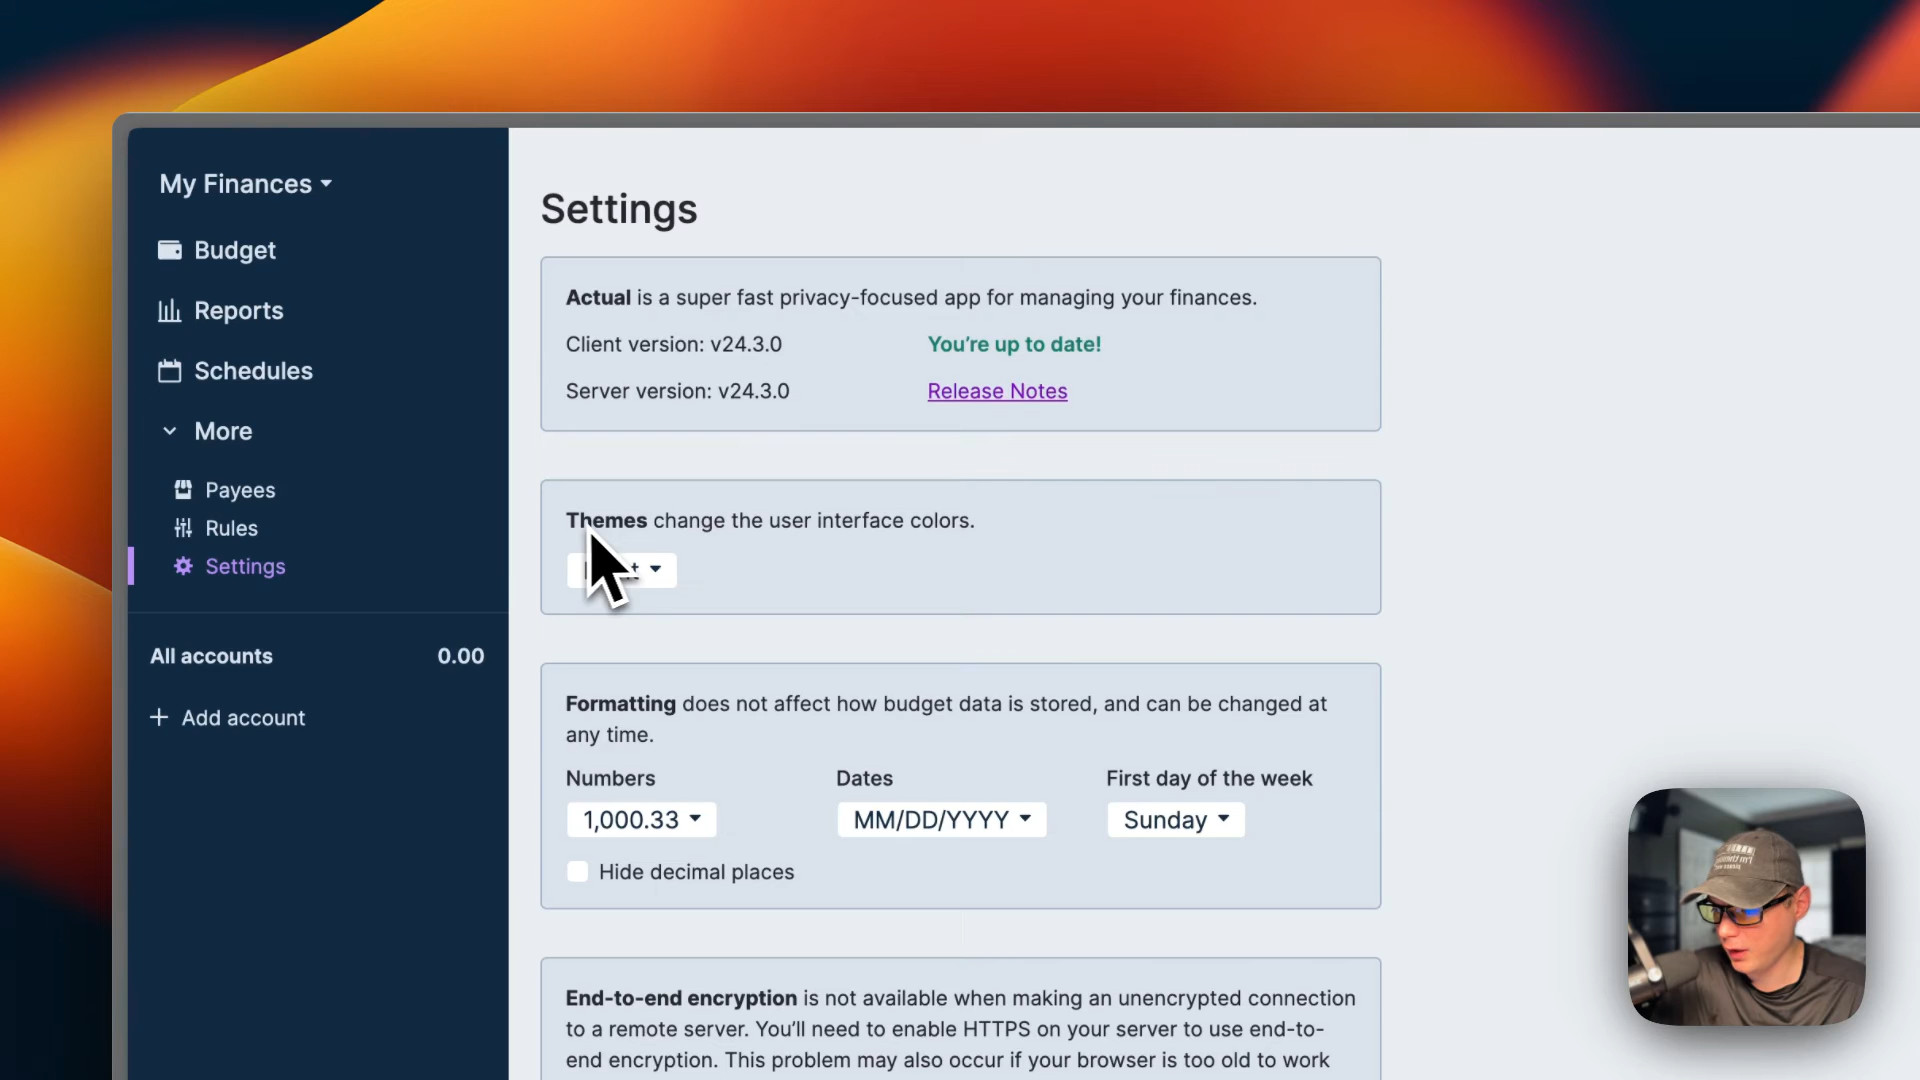 My Finances
Budget
Reports
Schedules
More
Payees
Rules
Settings
All accounts 0.00
+ Add account
Settings
Actual is a super fast privacy-focused app for managing your finances.
Client version: v24.3.0 You're up to date!
Server version: v24.3.0 Release Notes
Themes change the user interface colors.
Formatting does not affect how budget data is stored, and can be changed at
any time.
Numbers Dates First day of the week
1,000.33 MM/DD/YYYY Sunday
Hide decimal places
End-to-end encryption is not available when making an unencrypted connection
to a remote server. You'll need to enable HTTPS on your server to use end-to-
end encryption. This problem may also occur if your browser is too old to work